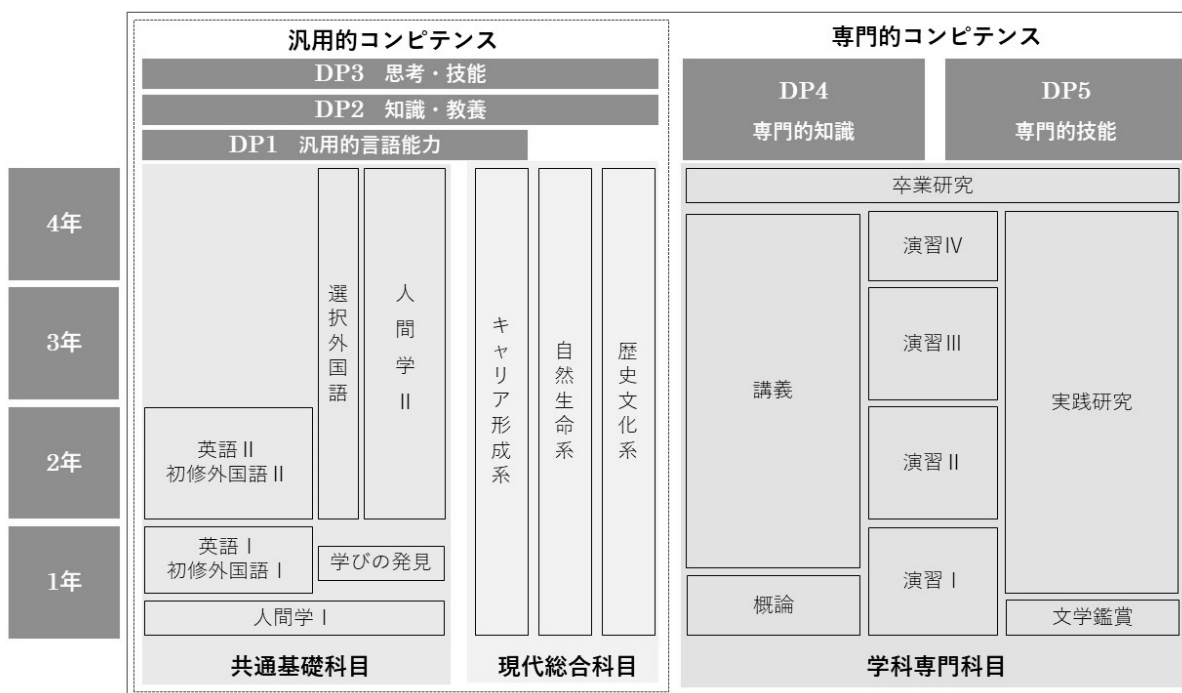 汎用的コンピテンス
専門的コンピテンス
DP3 思考・技能
DP2 知識・教養
DP1 汎用的言語能力
DP4
専門的知識
DP5
専門的技能
4年
3年
2年
1年
選択外国語
人間学Ⅱ
英語Ⅱ
初修外国語Ⅱ
英語Ⅰ
初修外国語Ⅰ
学びの発見
人間学Ⅰ
共通基礎科目
キャリア形成系
自然生命系
歴史文化系
現代総合科目
卒業研究
講義
概論
演習Ⅳ
演習Ⅲ
演習Ⅱ
演習Ⅰ
実践研究
文学鑑賞
学科専門科目